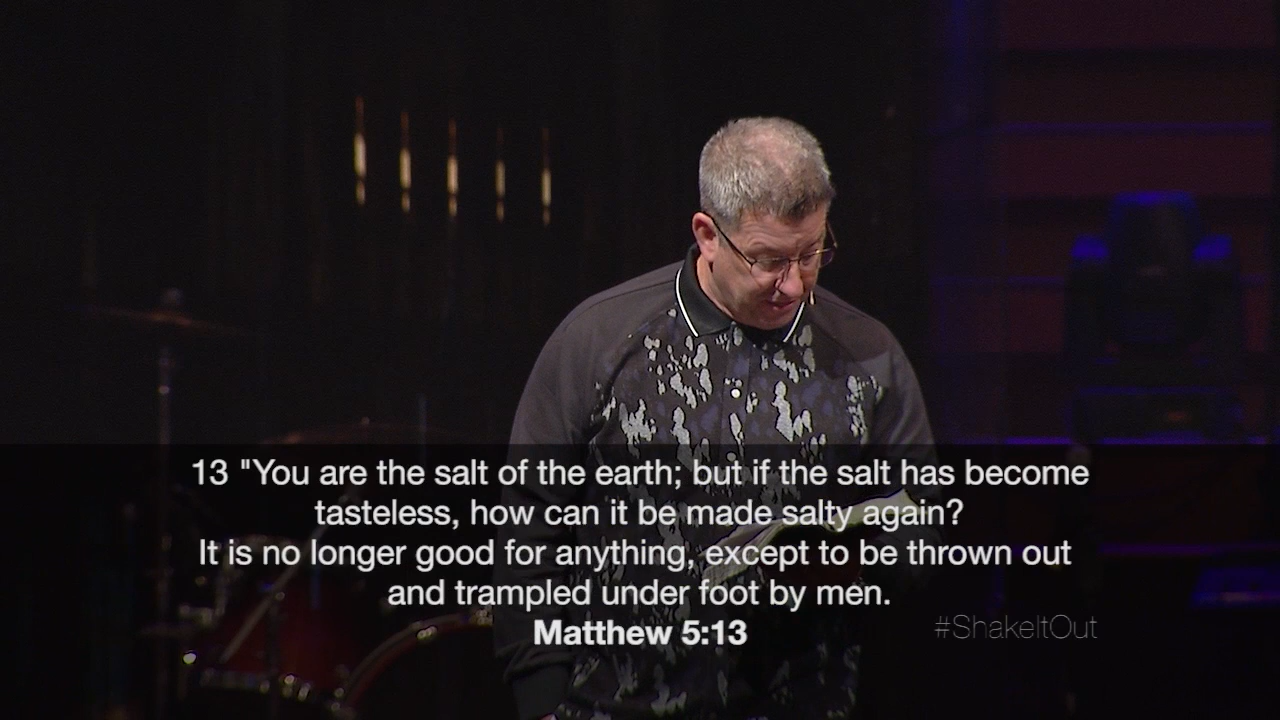 13 "You are the salt of the earth; but if the salt has become
tasteless, how can it be made salty again?
It is no longer good for anything, except to be thrown out
and trampled under foot by men.
Matthew 5:13
#ShakeItOut